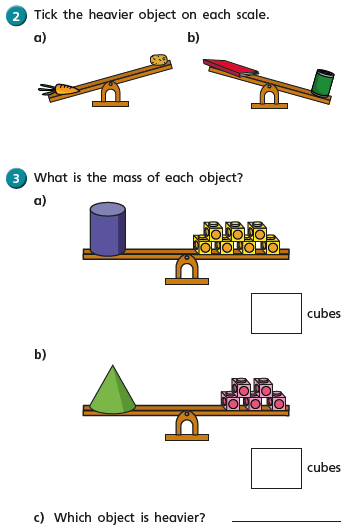 2 Tick the heavier object on each scale.
a) b)
3 What is the mass of each object?
a)
cubes
b)
cubes
c) Which object is heavier?